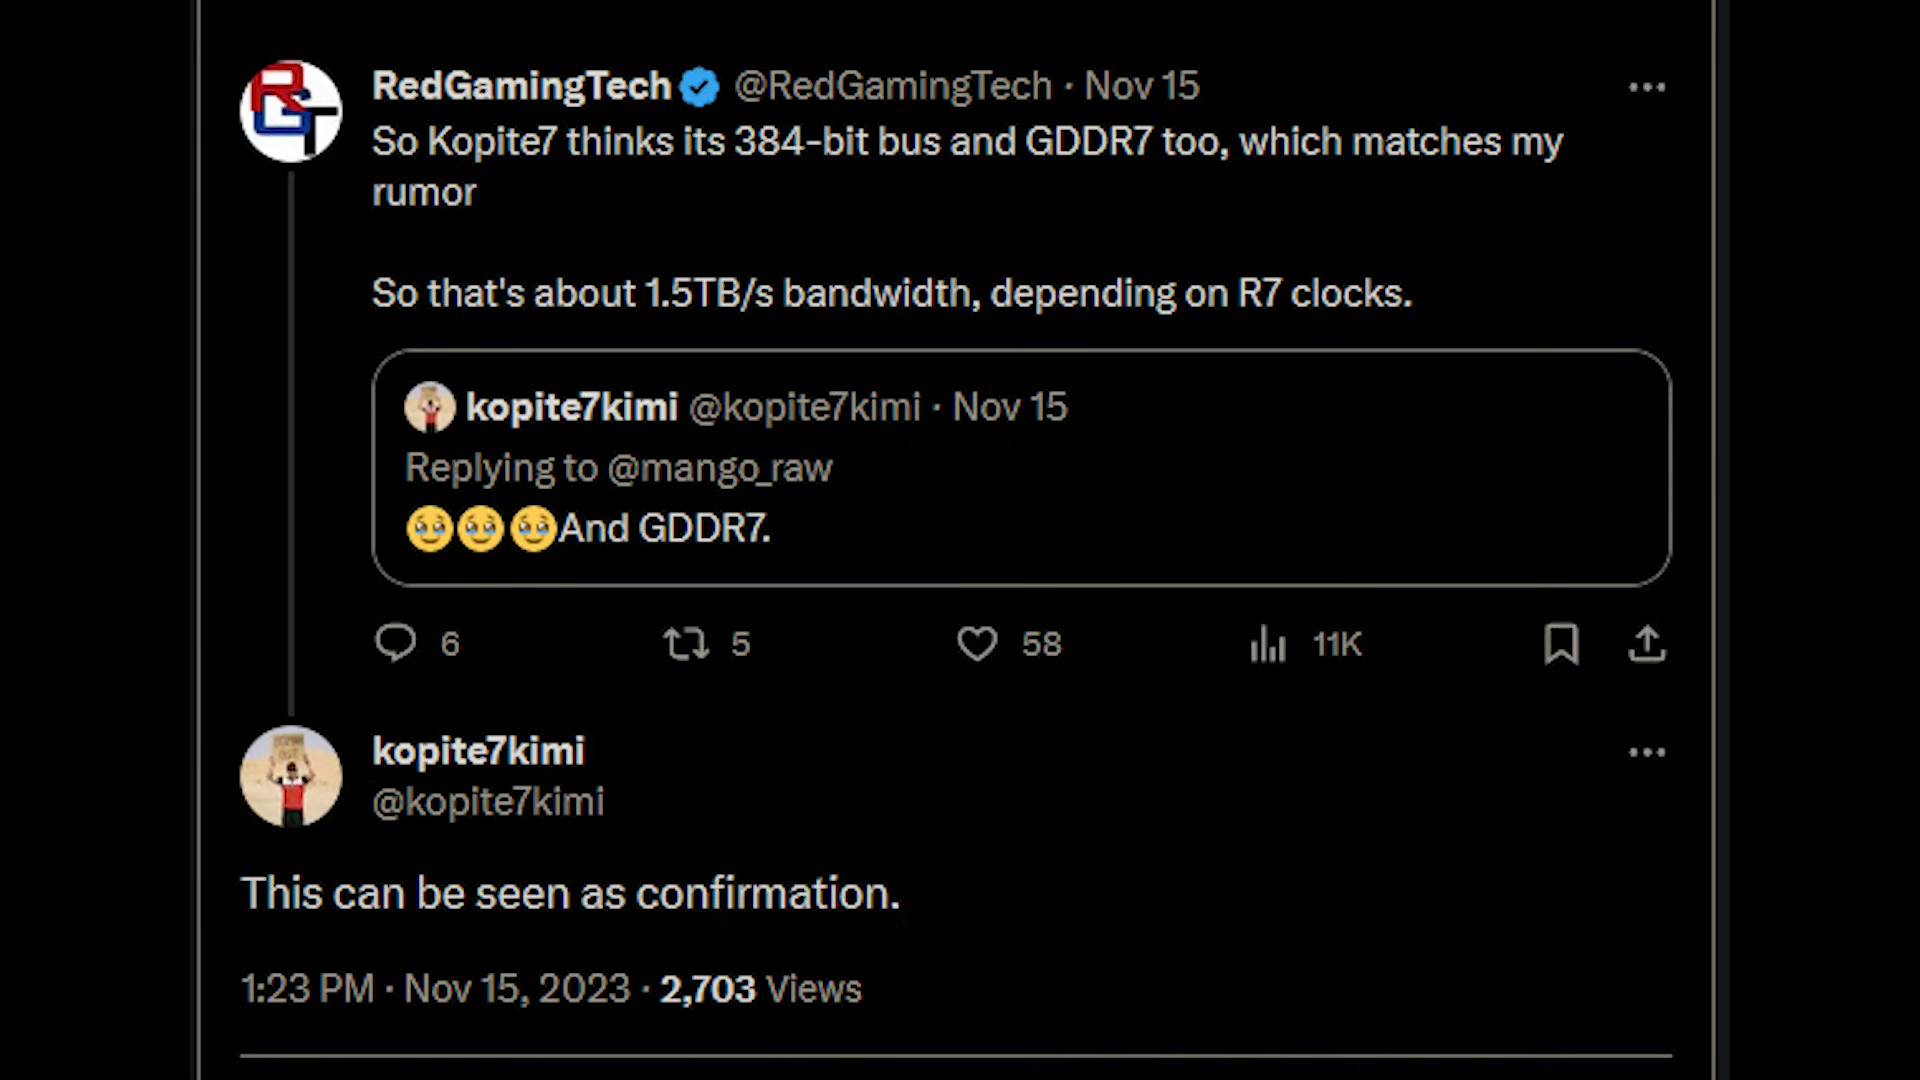 RedGamingTech @RedGamingTech · Nov 15
So Kopite7 thinks its 384-bit bus and GDDR7 too, which matches my
rumor
So that's about 1.5TB/s bandwidth, depending on R7 clocks.
kopite7kimi @kopite7kimi · Nov 15
Replying to @mango_raw
🥹🥹🥹And GDDR7.
6 5 58 11K
kopite7kimi
@kopite7kimi
This can be seen as confirmation.
1:23 PM · Nov 15, 2023 · 2,703 Views